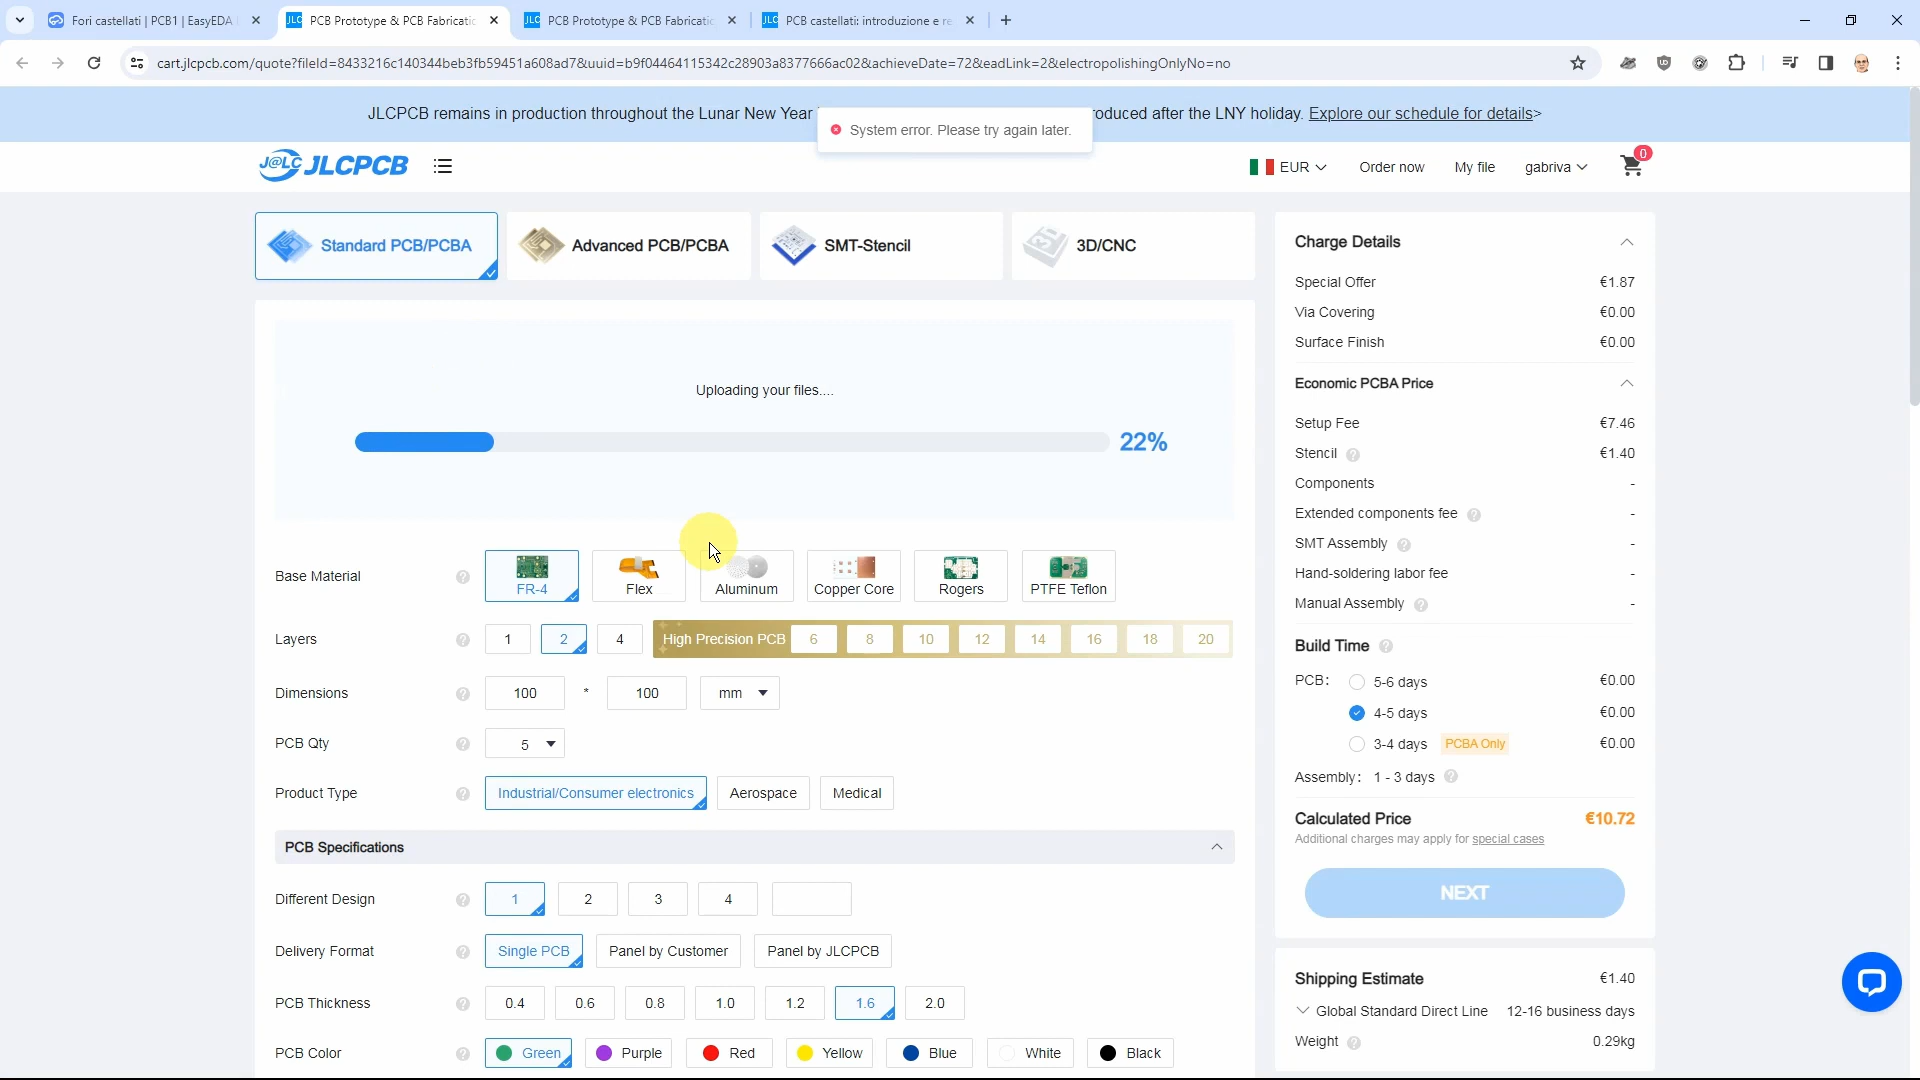 Fori castellati | PCB1 | EasyEDA
PCB Prototype & PCB Fabricatic
PCB Prototype & PCB Fabricatic
PCB castellati: introduzione e re
cart.jlcpcb.com/quote?fileId=8433216c140344beb3fb59451a608ad7&uuid=b9f04464115342c28903a8377666ac02&achieveDate=72&eadLink=2&electropolishingOnlyNo=no
JLCPCB remains in production throughout the Lunar New Year
roduced after the LNY holiday. Explore our schedule for details>
System error. Please try again later.
J@LC JLCPCB
EUR
Order now
My file
gabriva
0
Standard PCB/PCBA
Advanced PCB/PCBA
SMT-Stencil
3D/CNC
Uploading your files....
22%
Base Material
FR-4
Flex
Aluminum
Copper Core
Rogers
PTFE Teflon
Layers
1
2
4
High Precision PCB
6
8
10
12
14
16
18
20
Dimensions
100
*
100
mm
PCB Qty
5
Product Type
Industrial/Consumer electronics
Aerospace
Medical
PCB Specifications
Different Design
1
2
3
4
Delivery Format
Single PCB
Panel by Customer
Panel by JLCPCB
PCB Thickness
0.4
0.6
0.8
1.0
1.2
1.6
2.0
PCB Color
Green
Purple
Red
Yellow
Blue
White
Black
Charge Details
Special Offer €1.87
Via Covering €0.00
Surface Finish €0.00
Economic PCBA Price
Setup Fee €7.46
Stencil €1.40
Components -
Extended components fee -
SMT Assembly -
Hand-soldering labor fee -
Manual Assembly -
Build Time
PCB: 5-6 days €0.00
4-5 days €0.00
3-4 days PCBA Only €0.00
Assembly: 1 - 3 days
Calculated Price €10.72
Additional charges may apply for special cases
NEXT
Shipping Estimate €1.40
Global Standard Direct Line 12-16 business days
Weight 0.29kg